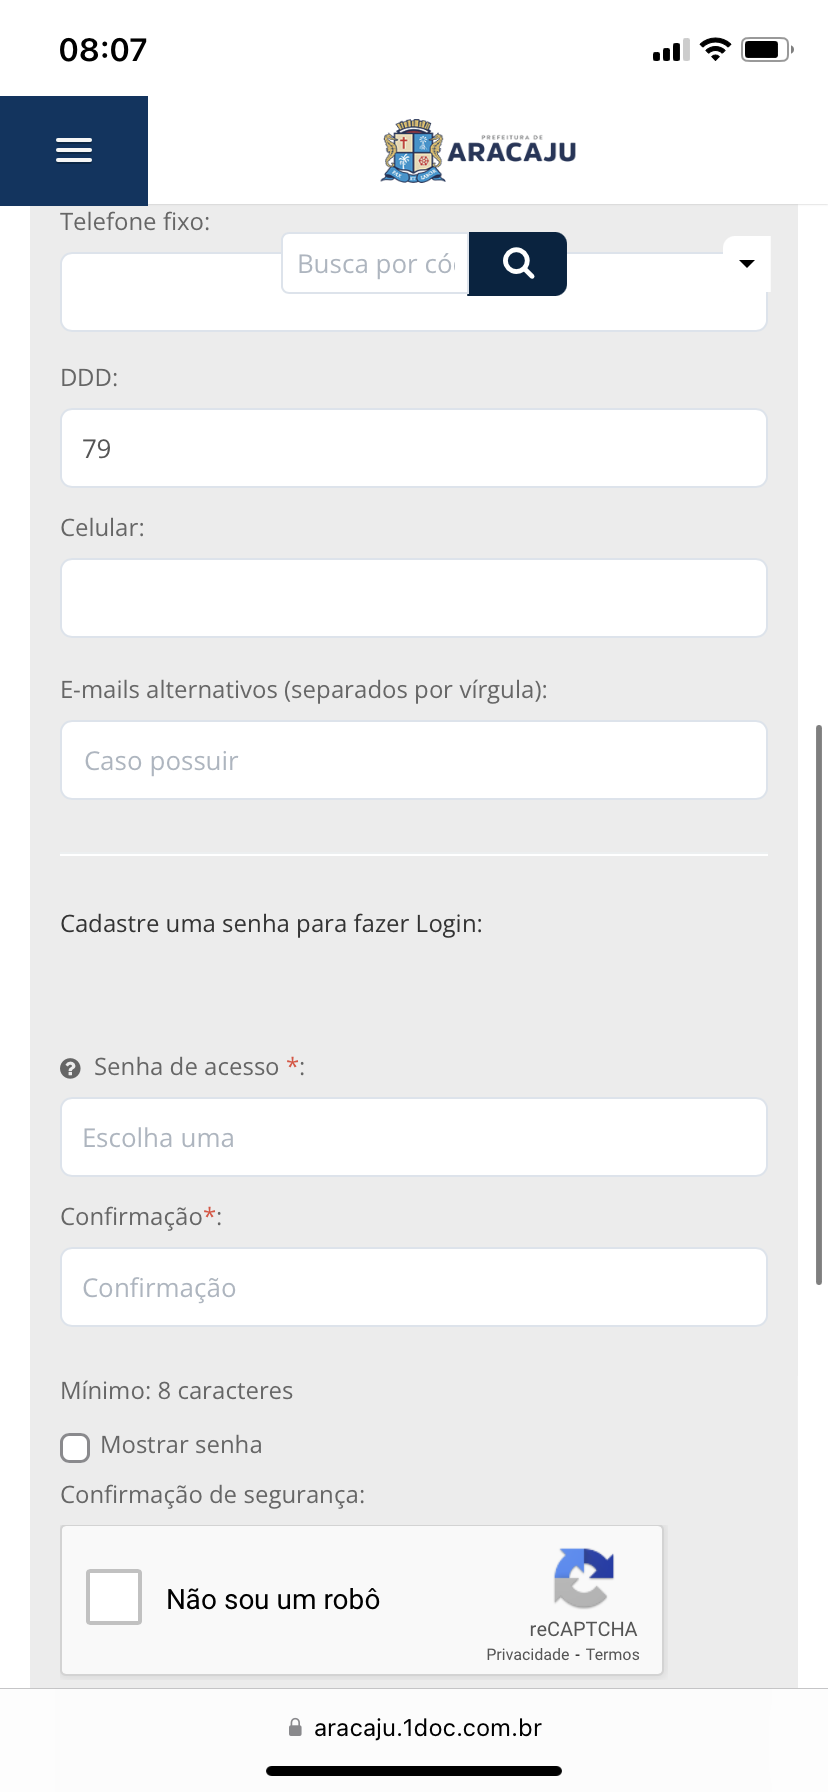 08:07
PREFEITURA DE
ARACAJU
Telefone fixo:
Busca por có
DDD:
79
Celular:
E-mails alternativos (separados por vírgula):
Caso possuir
Cadastre uma senha para fazer Login:
Senha de acesso *:
Escolha uma
Confirmação*:
Confirmação
Mínimo: 8 caracteres
Mostrar senha
Confirmação de segurança:
Não sou um robô
reCAPTCHA
Privacidade - Termos
aracaju.1doc.com.br